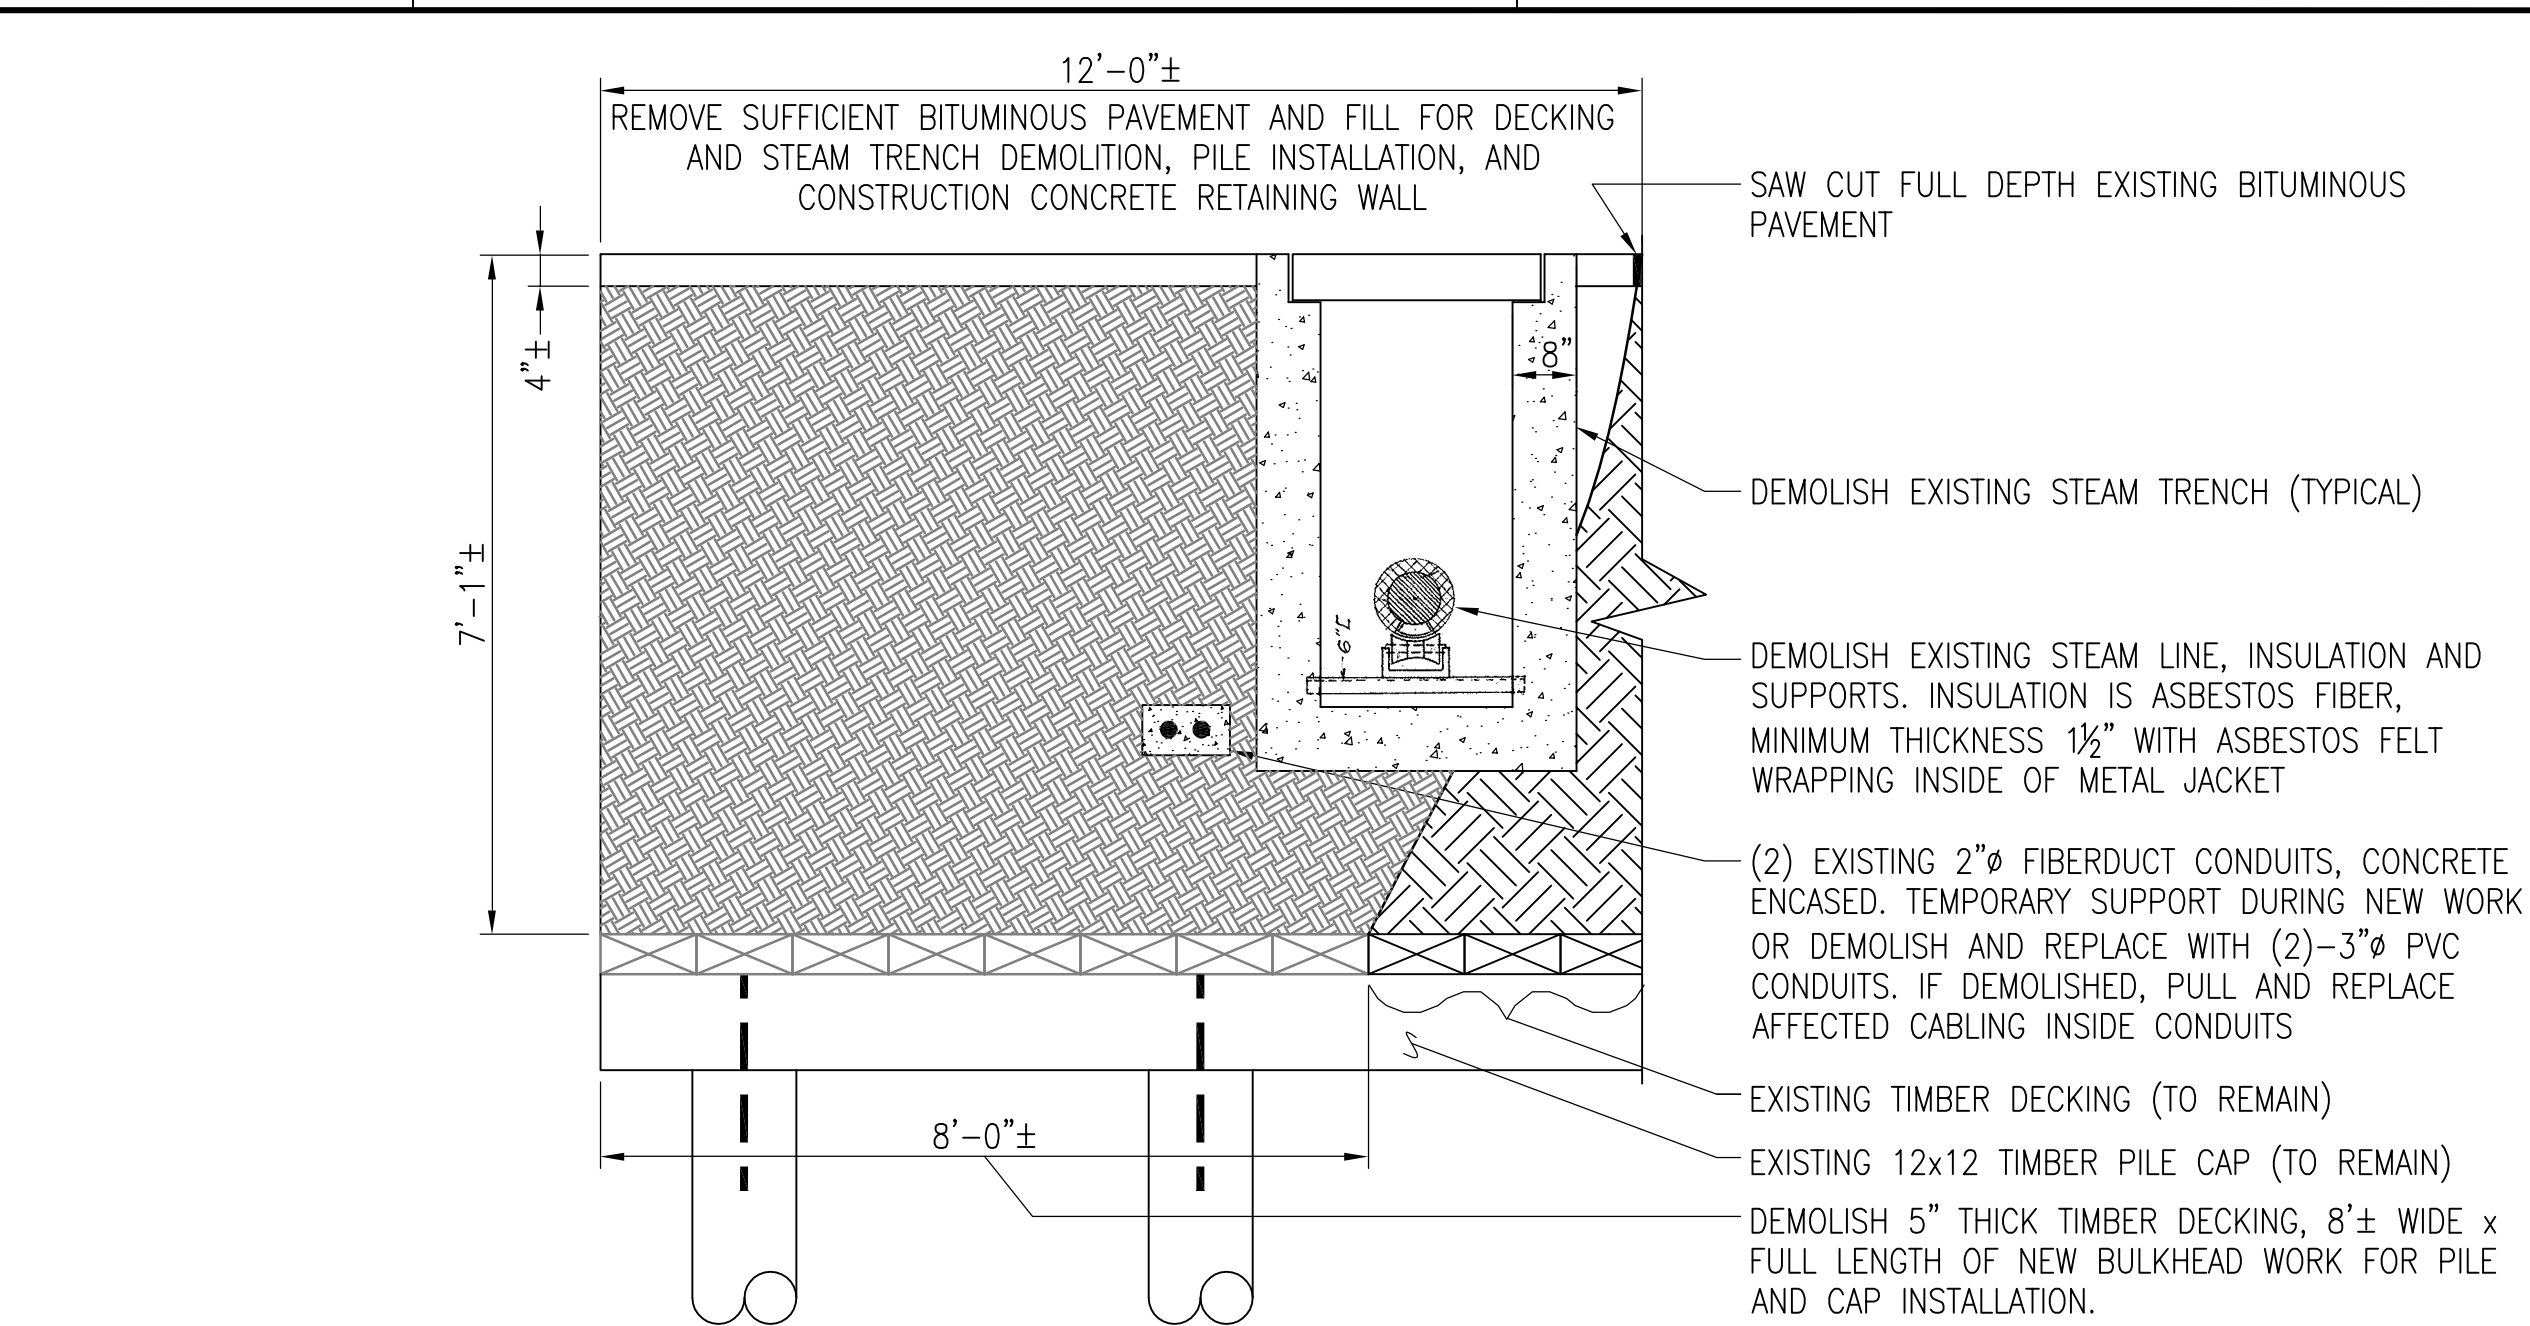 12'-0"±
REMOVE SUFFICIENT BITUMINOUS PAVEMENT AND FILL FOR DECKING
AND STEAM TRENCH DEMOLITION, PILE INSTALLATION, AND
CONSTRUCTION CONCRETE RETAINING WALL
SAW CUT FULL DEPTH EXISTING BITUMINOUS
PAVEMENT
4"±
7'-1"±
8"
DEMOLISH EXISTING STEAM TRENCH (TYPICAL)
DEMOLISH EXISTING STEAM LINE, INSULATION AND
SUPPORTS. INSULATION IS ASBESTOS FIBER,
MINIMUM THICKNESS 1½" WITH ASBESTOS FELT
WRAPPING INSIDE OF METAL JACKET
(2) EXISTING 2"ø FIBERDUCT CONDUITS, CONCRETE
ENCASED. TEMPORARY SUPPORT DURING NEW WORK
OR DEMOLISH AND REPLACE WITH (2)-3"ø PVC
CONDUITS. IF DEMOLISHED, PULL AND REPLACE
AFFECTED CABLING INSIDE CONDUITS
EXISTING TIMBER DECKING (TO REMAIN)
8'-0"±
EXISTING 12x12 TIMBER PILE CAP (TO REMAIN)
DEMOLISH 5" THICK TIMBER DECKING, 8'± WIDE x
FULL LENGTH OF NEW BULKHEAD WORK FOR PILE
AND CAP INSTALLATION.